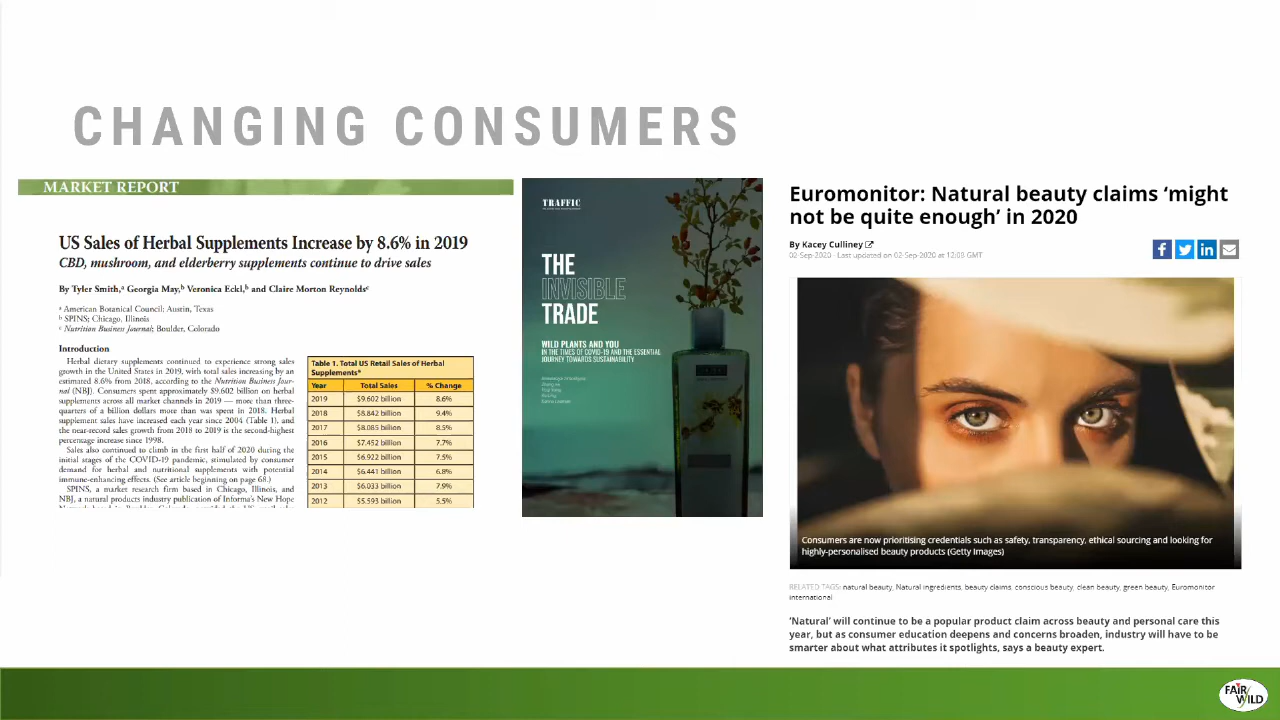 CHANGING CONSUMERS
MARKET REPORT
US Sales of Herbal Supplements Increase by 8.6% in 2019
CBD, mushroom, and elderberry supplements continue to drive sales
By Tyler Smith,ᵃ Georgia May,ᵇ Veronica Eckl,ᵇ and Claire Morton Reynoldsᶜ
ᵃ American Botanical Council; Austin, Texas
ᵇ SPINS; Chicago, Illinois
ᶜ Nutrition Business Journal; Boulder, Colorado
Introduction
Herbal dietary supplements continued to experience strong sales
growth in the United States in 2019, with total sales increasing by an
estimated 8.6% from 2018, according to the Nutrition Business Jour-
nal (NBJ). Consumers spent approximately $9.602 billion on herbal
supplements across all market channels in 2019 — more than three-
quarters of a billion dollars more than was spent in 2018. Herbal
supplement sales have increased each year since 2004 (Table 1), and
the near-record sales growth from 2018 to 2019 is the second-highest
percentage increase since 1998.
Sales also continued to climb in the first half of 2020 during the
initial stages of the COVID-19 pandemic, stimulated by consumer
demand for herbal and nutritional supplements with potential
immune-enhancing effects. (See article beginning on page 68.)
SPINS, a market research firm based in Chicago, Illinois, and
NBJ, a natural products industry publication of Informa's New Hope
Table 1. Total US Retail Sales of Herbal
Supplements*
Year Total Sales % Change
2019 $9.602 billion 8.6%
2018 $8.842 billion 9.4%
2017 $8.085 billion 8.5%
2016 $7.452 billion 7.7%
2015 $6.922 billion 7.5%
2014 $6.441 billion 6.8%
2013 $6.033 billion 7.9%
2012 $5.593 billion 5.5%
TRAFFIC
THE
INVISIBLE
TRADE
WILD PLANTS AND YOU
IN THE TIMES OF COVID-19 AND THE ESSENTIAL
JOURNEY TOWARDS SUSTAINABILITY
Euromonitor: Natural beauty claims ‘might
not be quite enough’ in 2020
By Kacey Culliney
02-Sep-2020 - Last updated on 02-Sep-2020 at 12:09 GMT
Consumers are now prioritising credentials such as safety, transparency, ethical sourcing and looking for
highly-personalised beauty products (Getty Images)
RELATED TAGS: natural beauty, Natural ingredients, beauty claims, conscious beauty, clean beauty, green beauty, Euromonitor
international
‘Natural’ will continue to be a popular product claim across beauty and personal care this
year, but as consumer education deepens and concerns broaden, industry will have to be
smarter about what attributes it spotlights, says a beauty expert.
FAIR WILD